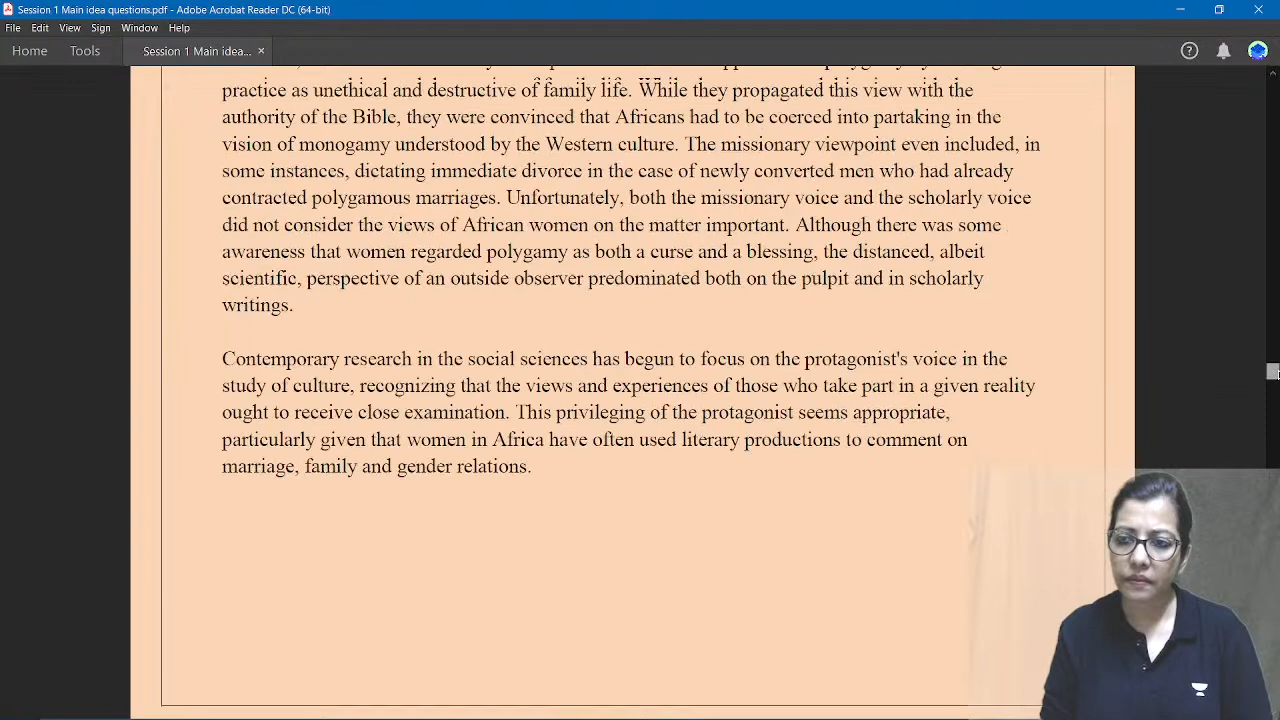 Session 1 Main idea questions.pdf - Adobe Acrobat Reader DC (64-bit)
File Edit View Sign Window Help
Home Tools Session 1 Main idea... ×
practice as unethical and destructive of family life. While they propagated this view with the
authority of the Bible, they were convinced that Africans had to be coerced into partaking in the
vision of monogamy understood by the Western culture. The missionary viewpoint even included, in
some instances, dictating immediate divorce in the case of newly converted men who had already
contracted polygamous marriages. Unfortunately, both the missionary voice and the scholarly voice
did not consider the views of African women on the matter important. Although there was some
awareness that women regarded polygamy as both a curse and a blessing, the distanced, albeit
scientific, perspective of an outside observer predominated both on the pulpit and in scholarly
writings.
Contemporary research in the social sciences has begun to focus on the protagonist's voice in the
study of culture, recognizing that the views and experiences of those who take part in a given reality
ought to receive close examination. This privileging of the protagonist seems appropriate,
particularly given that women in Africa have often used literary productions to comment on
marriage, family and gender relations.